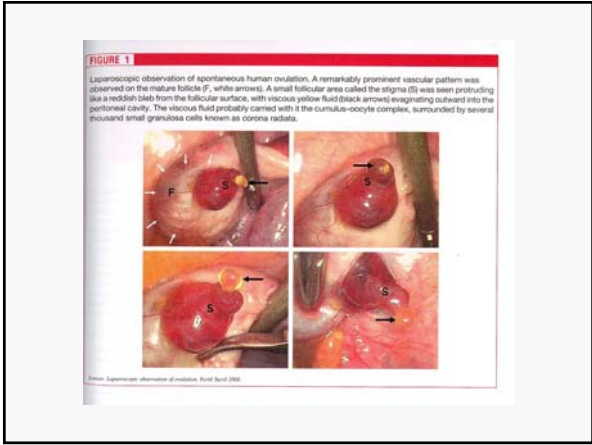 FIGURE 1
Laparoscopic observation of spontaneous human ovulation. A remarkably prominent vascular pattern was
observed on the mature follicle (F, white arrows). A small follicular area called the stigma (S) was seen protruding
like a reddish bleb from the follicular surface, with viscous yellow fluid (black arrows) evaginating outward into the
peritoneal cavity. The viscous fluid probably carried with it the cumulus–oocyte complex, surrounded by several
thousand small granulosa cells known as corona radiata.
F
S
S
S
S
Laparoscopic observation of ovulation. Fertil Steril 2008.